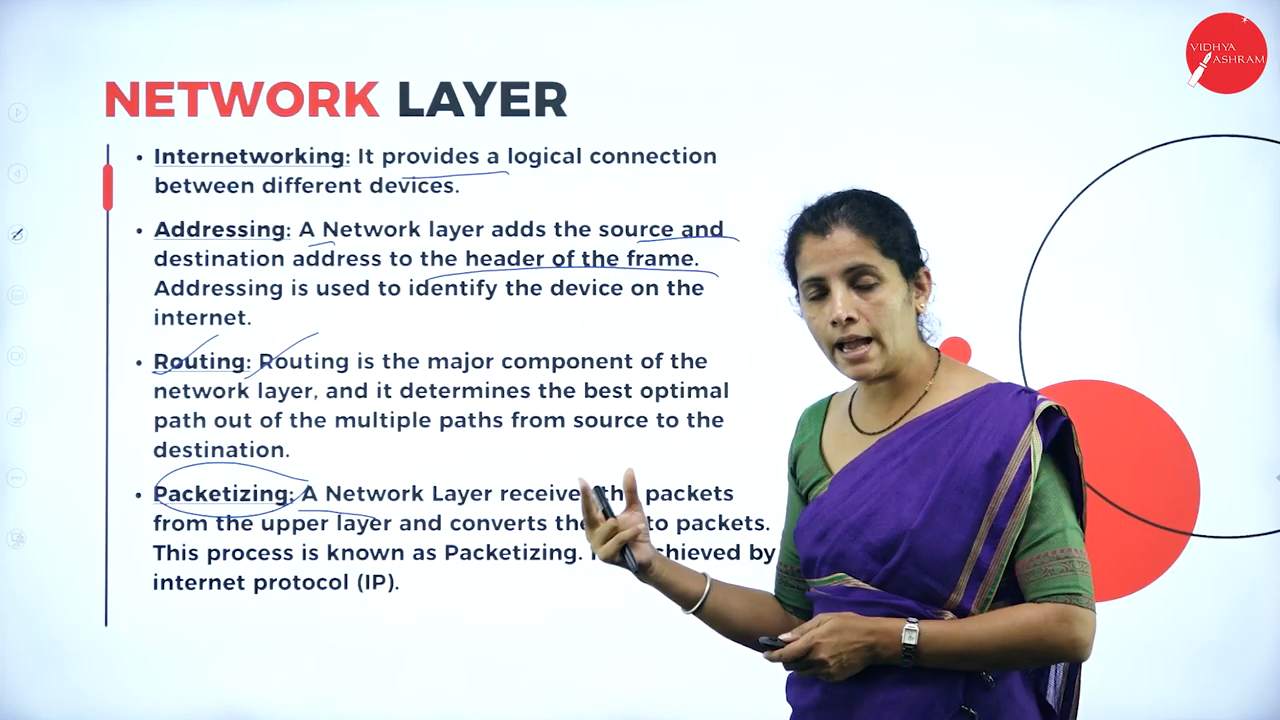 VIDHYA
ASHRAM
NETWORK LAYER
• Internetworking: It provides a logical connection
between different devices.
• Addressing: A Network layer adds the source and
destination address to the header of the frame.
Addressing is used to identify the device on the
internet.
• Routing: Routing is the major component of the
network layer, and it determines the best optimal
path out of the multiple paths from source to the
destination.
• Packetizing: A Network Layer receives the packets
from the upper layer and converts to packets.
This process is known as Packetizing. achieved by
internet protocol (IP).